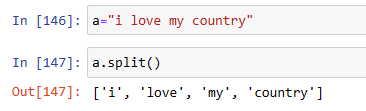 In [146]: a="i love my country"
In [147]: a.split()
Out[147]: ['i', 'love', 'my', 'country']